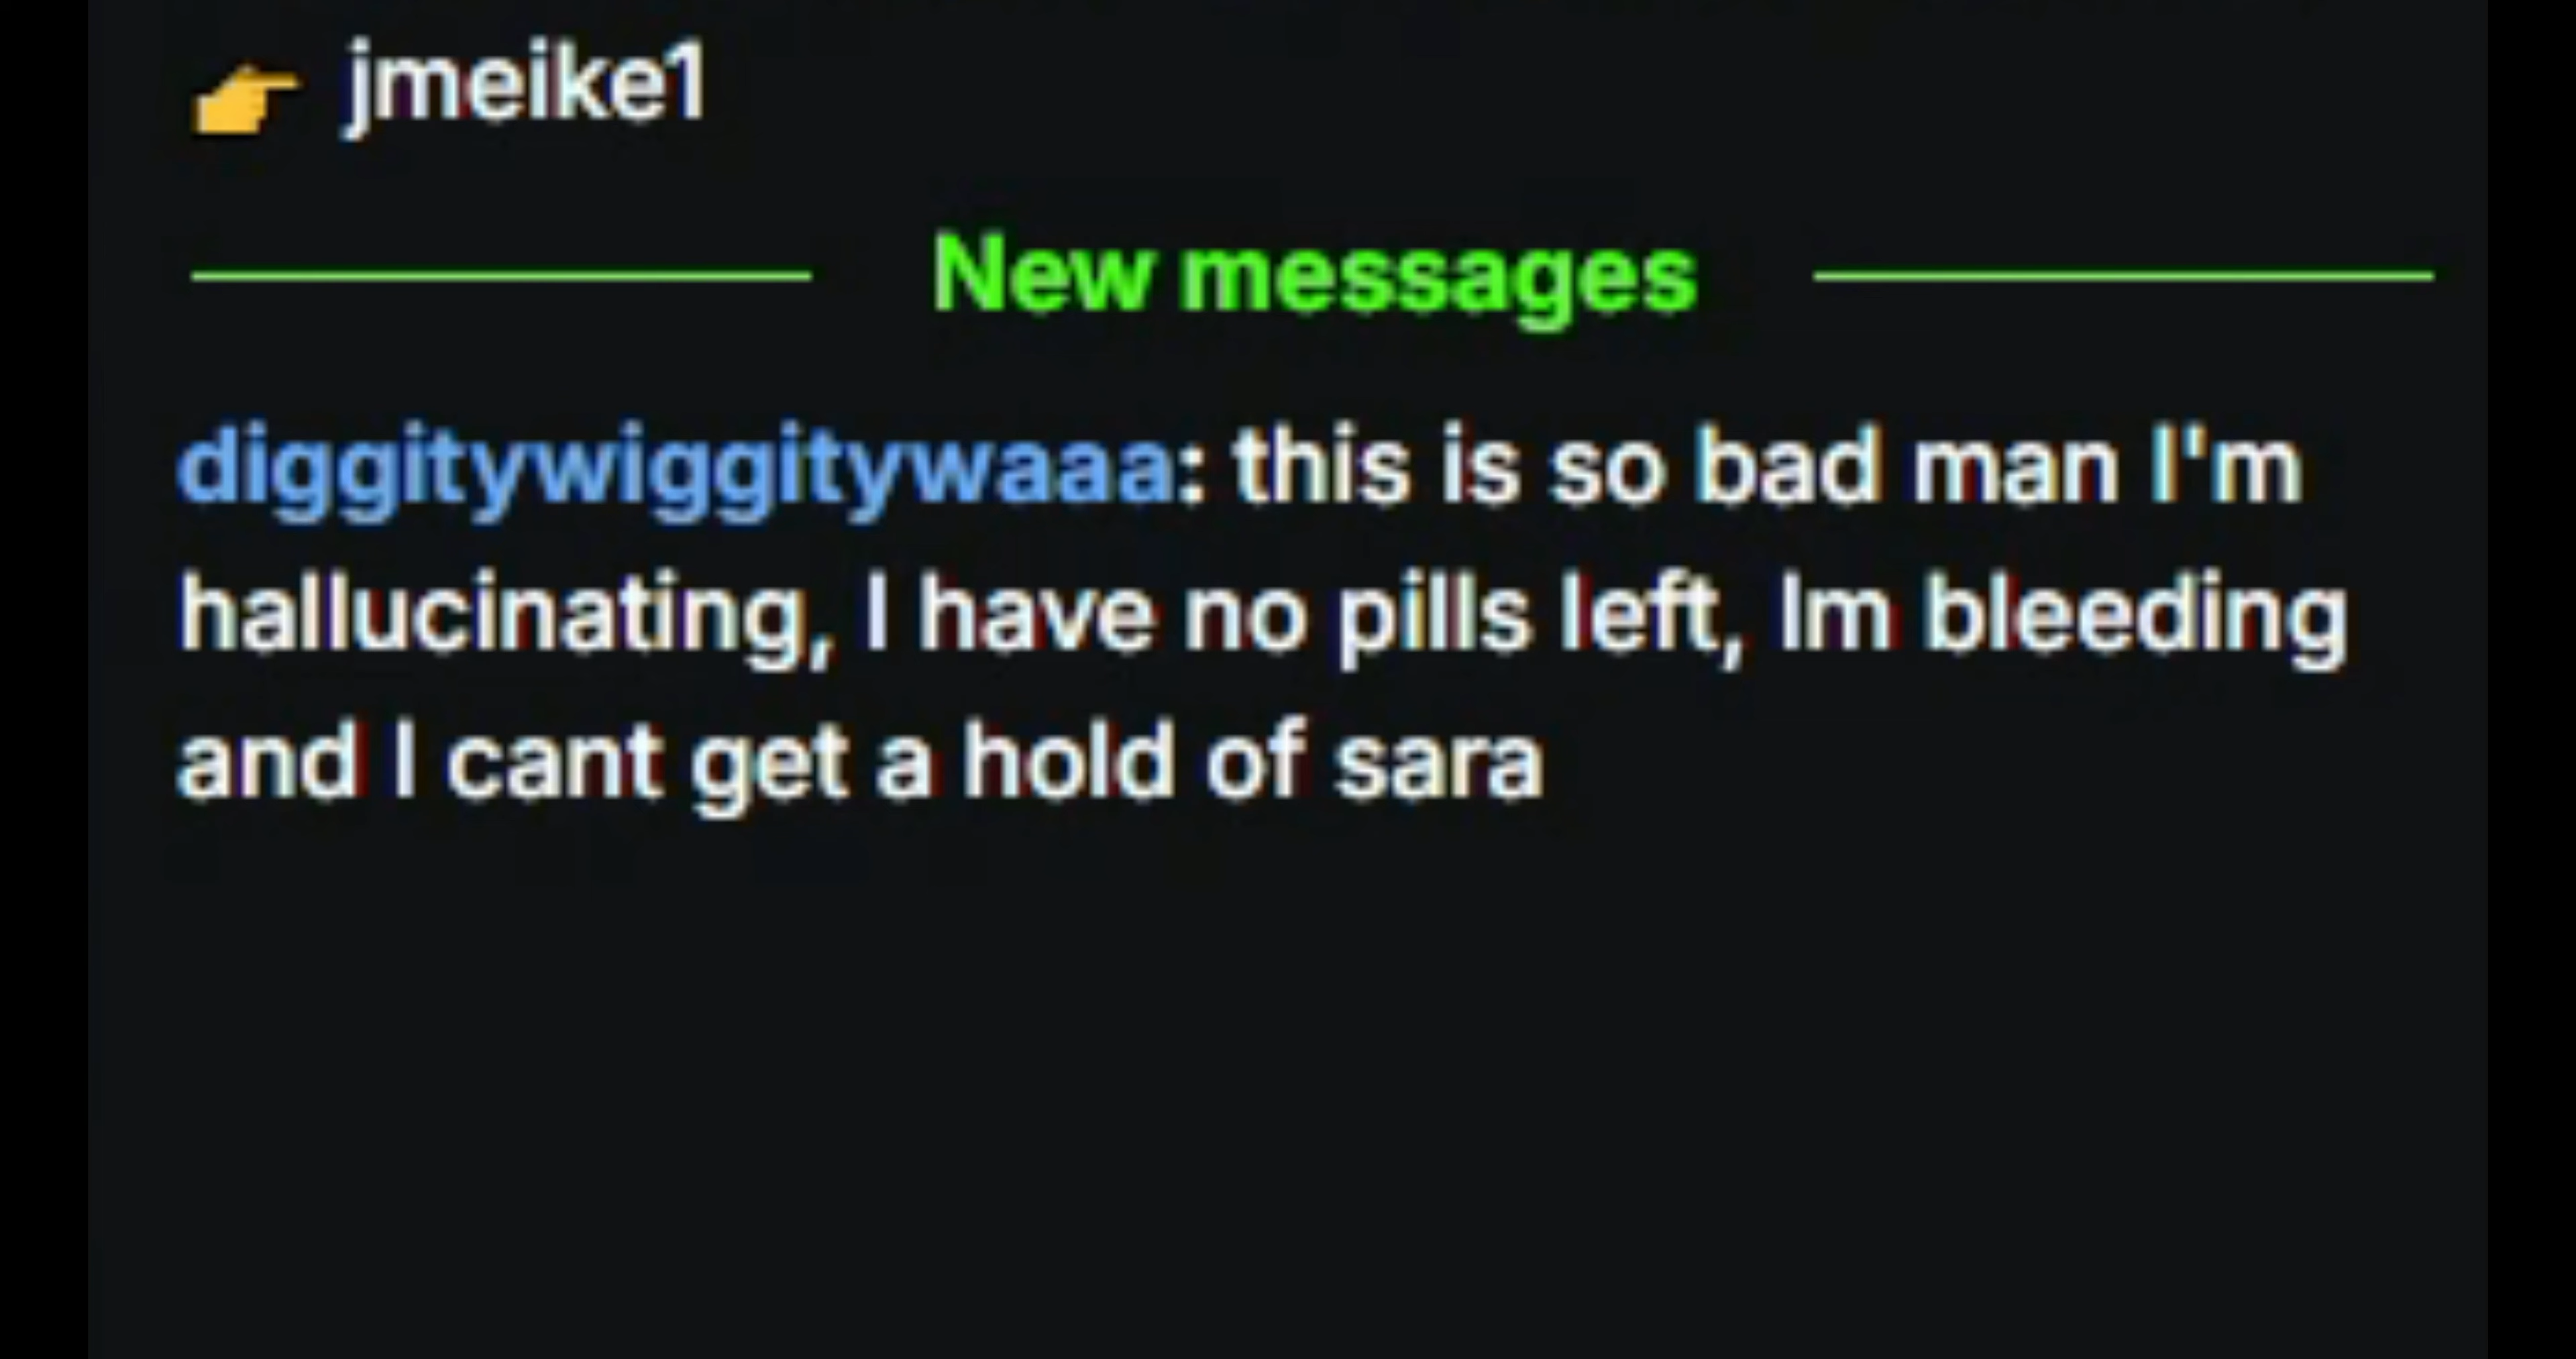 👉 jmeike1
New messages
diggitywiggitywaaa: this is so bad man I'm
hallucinating, I have no pills left, Im bleeding
and I cant get a hold of sara